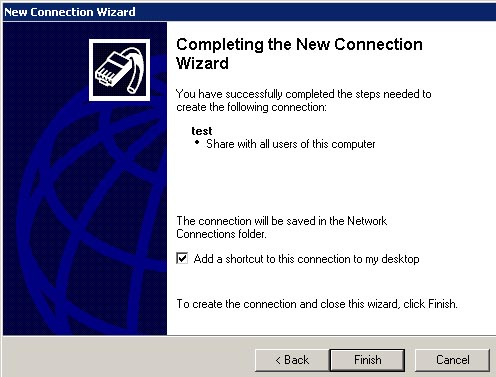 New Connection Wizard
Completing the New Connection
Wizard
You have successfully completed the steps needed to
create the following connection:
test
• Share with all users of this computer
The connection will be saved in the Network
Connections folder.
Add a shortcut to this connection to my desktop
To create the connection and close this wizard, click Finish.
< Back
Finish
Cancel